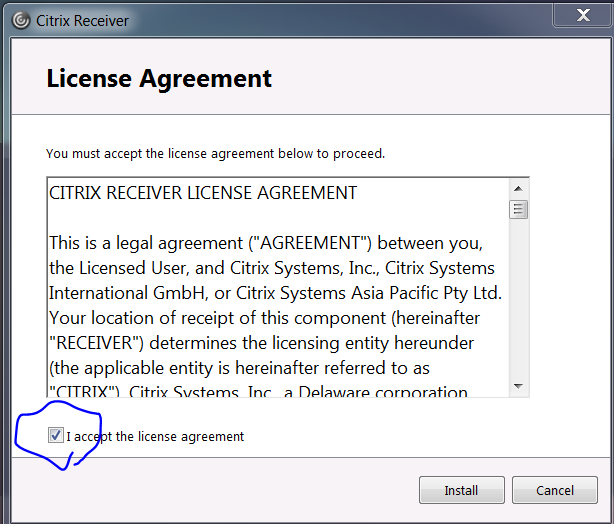 Citrix Receiver
License Agreement
You must accept the license agreement below to proceed.
CITRIX RECEIVER LICENSE AGREEMENT
This is a legal agreement ("AGREEMENT") between you,
the Licensed User, and Citrix Systems, Inc., Citrix Systems
International GmbH, or Citrix Systems Asia Pacific Pty Ltd.
Your location of receipt of this component (hereinafter
"RECEIVER") determines the licensing entity hereunder
(the applicable entity is hereinafter referred to as
"CITRIX"). Citrix Systems, Inc., a Delaware corporation
I accept the license agreement
Install
Cancel